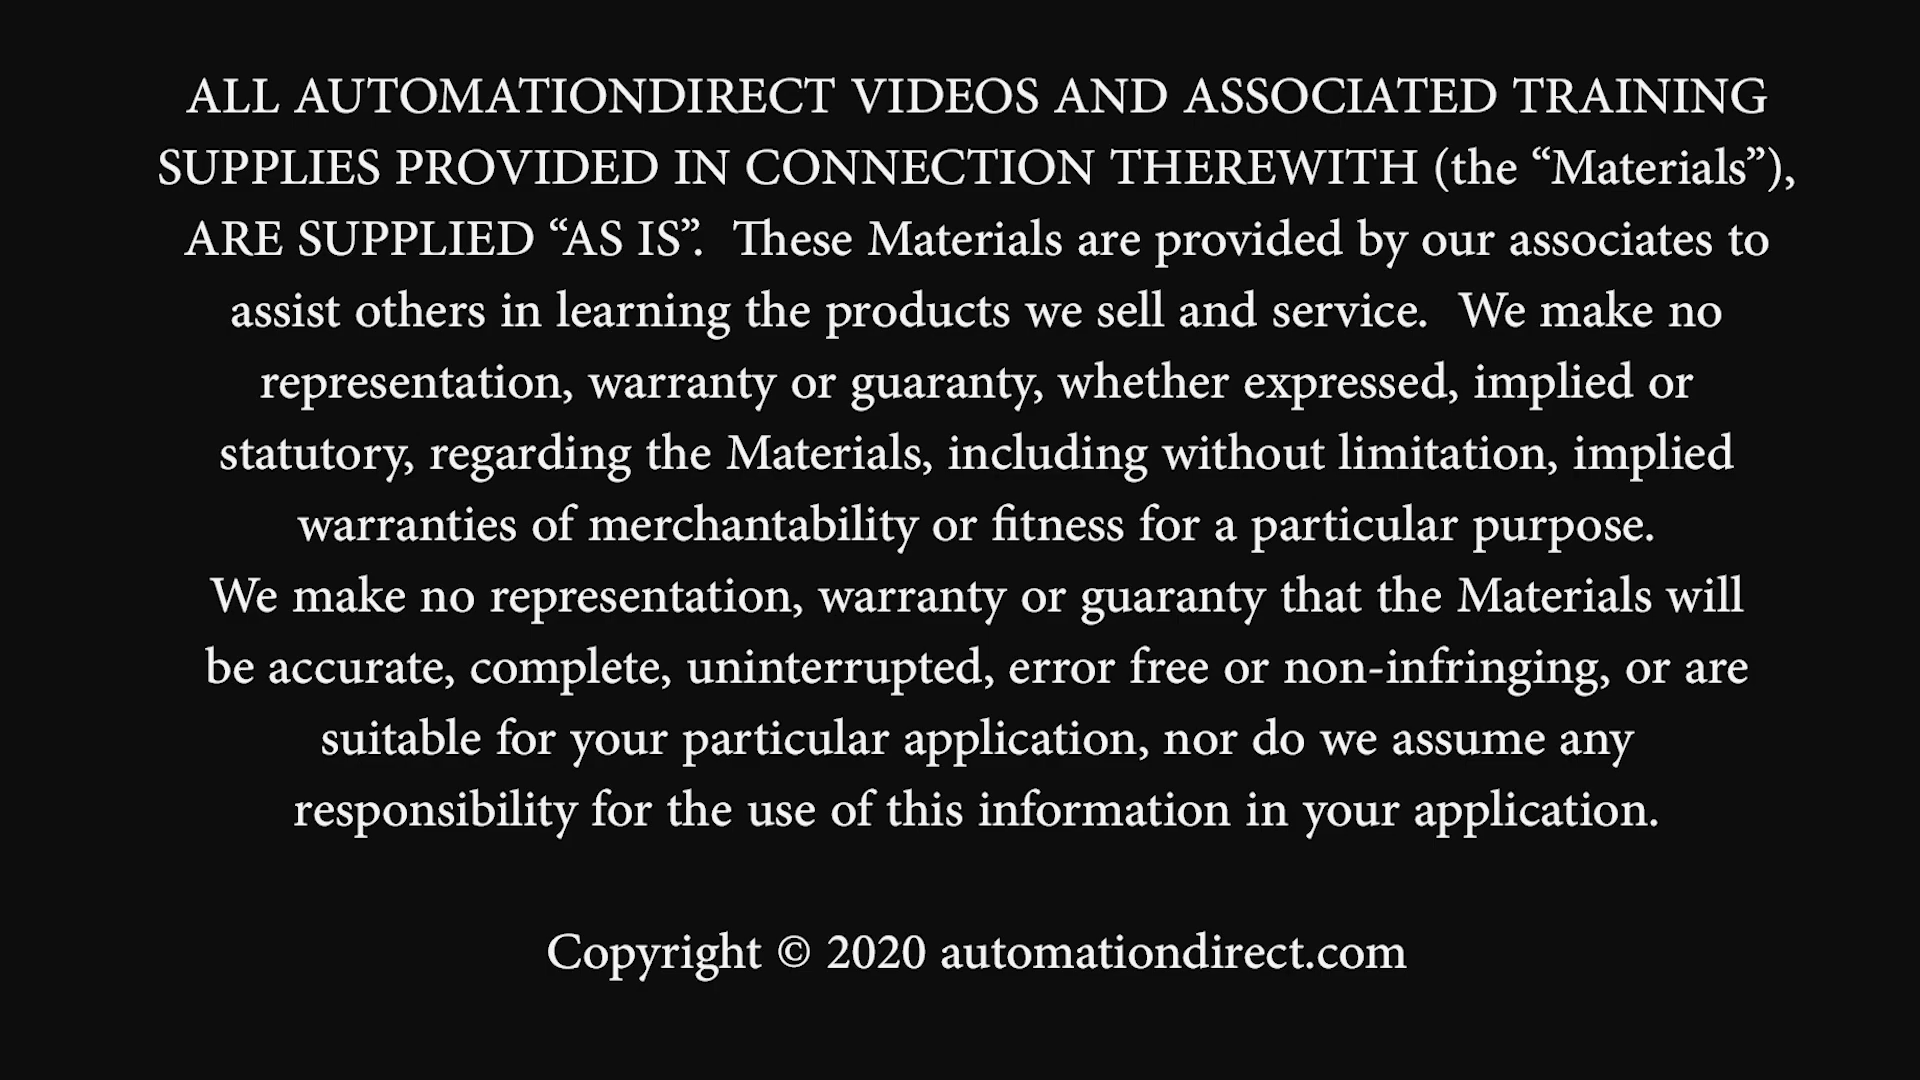 ALL AUTOMATIONDIRECT VIDEOS AND ASSOCIATED TRAINING
SUPPLIES PROVIDED IN CONNECTION THEREWITH (the “Materials”),
ARE SUPPLIED “AS IS”.  These Materials are provided by our associates to
assist others in learning the products we sell and service.  We make no
representation, warranty or guaranty, whether expressed, implied or
statutory, regarding the Materials, including without limitation, implied
warranties of merchantability or fitness for a particular purpose.
We make no representation, warranty or guaranty that the Materials will
be accurate, complete, uninterrupted, error free or non-infringing, or are
suitable for your particular application, nor do we assume any
responsibility for the use of this information in your application.
Copyright © 2020 automationdirect.com